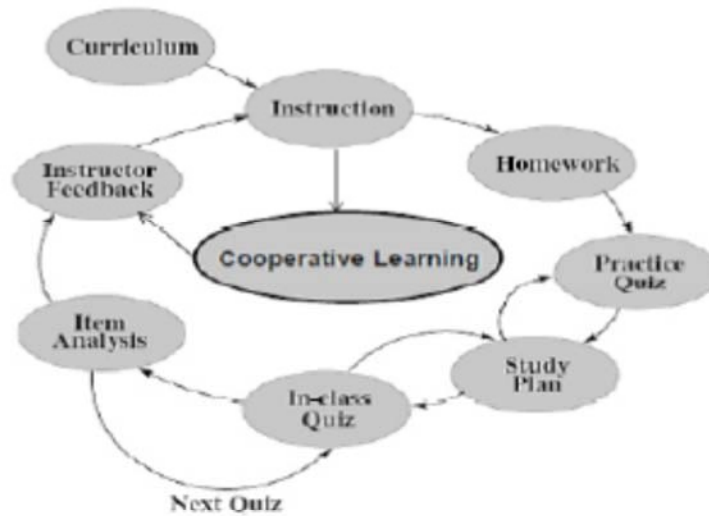 Curriculum
Instruction
Instructor
Feedback
Homework
Cooperative Learning
Practice
Quiz
Item
Analysis
Study
Plan
In-class
Quiz
Next Quiz